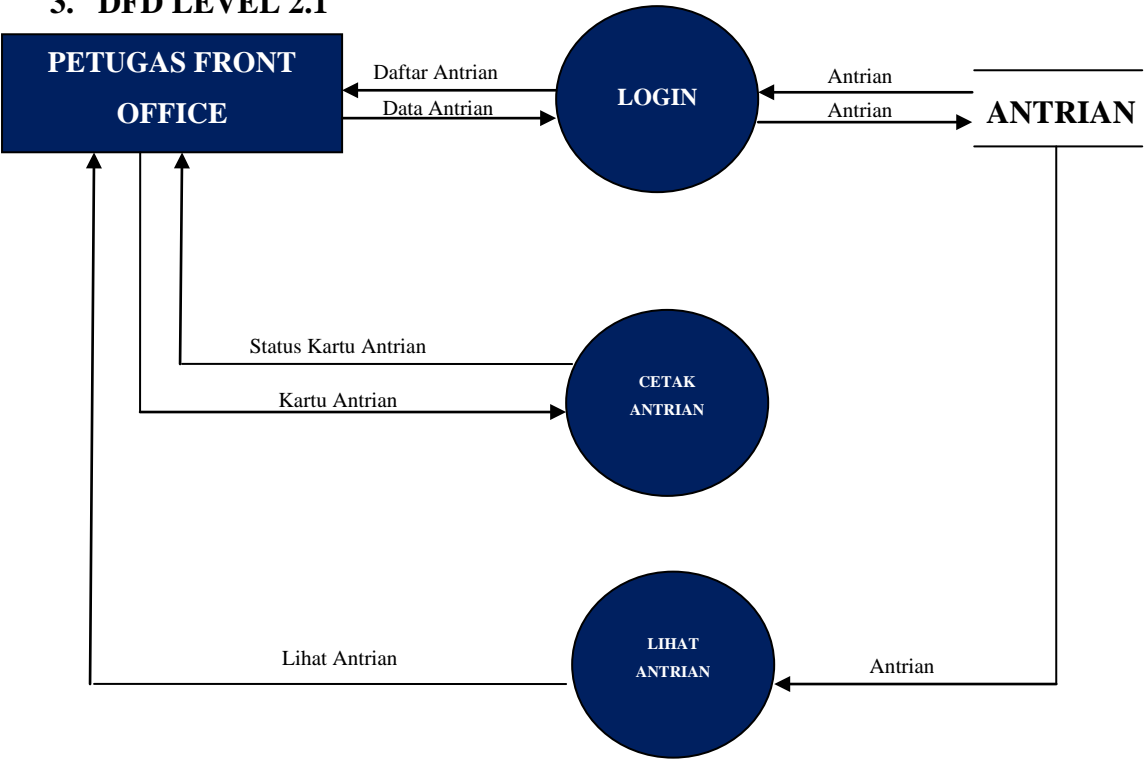 3. DFD LEVEL 2.1
PETUGAS FRONT
OFFICE
Daftar Antrian
Data Antrian
LOGIN
Antrian
Antrian
ANTRIAN
Status Kartu Antrian
Kartu Antrian
CETAK
ANTRIAN
Lihat Antrian
LIHAT
ANTRIAN
Antrian